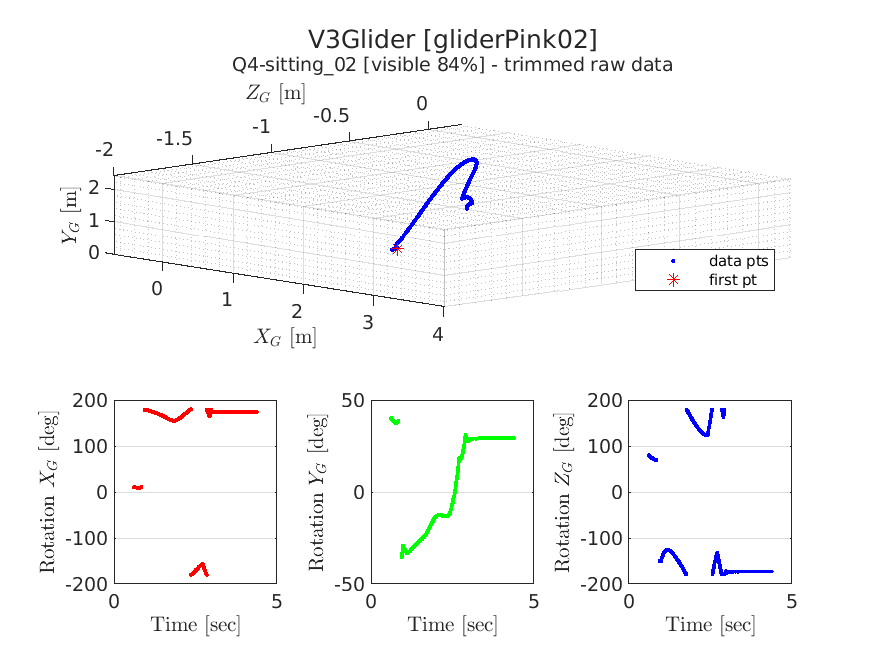 V3Glider [gliderPink02]
Q4-sitting_02 [visible 84%] - trimmed raw data
Z_G [m]
0
-0.5
-1
-1.5
-2
2
1
0
Y_G [m]
0
1
2
3
4
X_G [m]
data pts
first pt
200
100
0
-100
-200
Rotation X_G [deg]
0
5
Time [sec]
50
0
-50
Rotation Y_G [deg]
0
5
Time [sec]
200
100
0
-100
-200
Rotation Z_G [deg]
0
5
Time [sec]